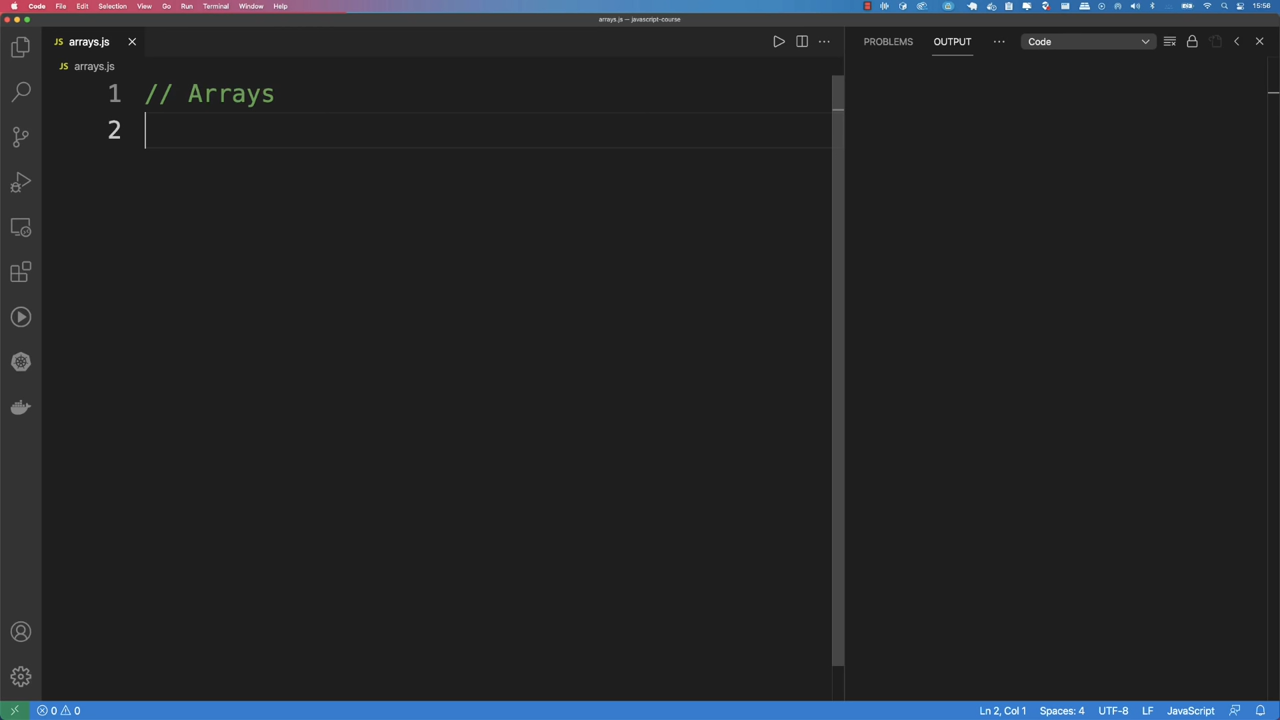 Code File Edit Selection View Go Run Terminal Window Help 15:56
arrays.js — javascript-course
JS arrays.js PROBLEMS OUTPUT Code
JS arrays.js
1 // Arrays
2
0 0 Ln 2, Col 1 Spaces: 4 UTF-8 LF JavaScript